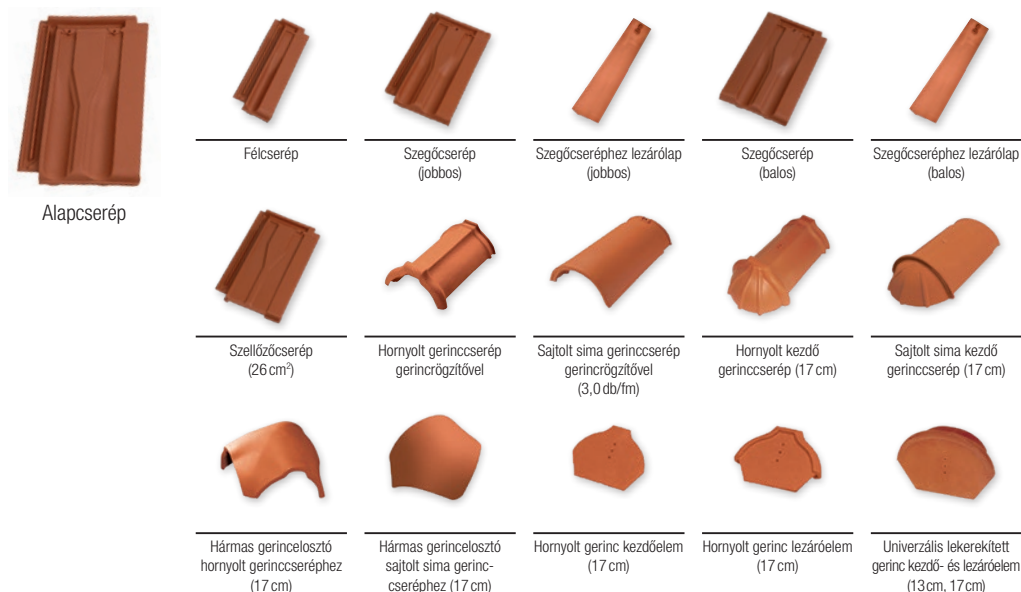 Alapcserép
Félcserép
Szegőcserép
(jobbos)
Szegőcseréphez lezárólap
(jobbos)
Szegőcserép
(balos)
Szegőcseréphez lezárólap
(balos)
Szellőzőcserép
(26 cm²)
Hornyolt gerinccserép
gerincrögzítővel
Sajtolt sima gerinccserép
gerincrögzítővel
(3,0 db/fm)
Hornyolt kezdő
gerinccserép (17 cm)
Sajtolt sima kezdő
gerinccserép (17 cm)
Hármas gerincelosztó
hornyolt gerinccseréphez
(17 cm)
Hármas gerincelosztó
sajtolt sima gerinc-
cseréphez (17 cm)
Hornyolt gerinc kezdőelem
(17 cm)
Hornyolt gerinc lezáróelem
(17 cm)
Univerzális lekerekített
gerinc kezdő- és lezáróelem
(13 cm, 17 cm)